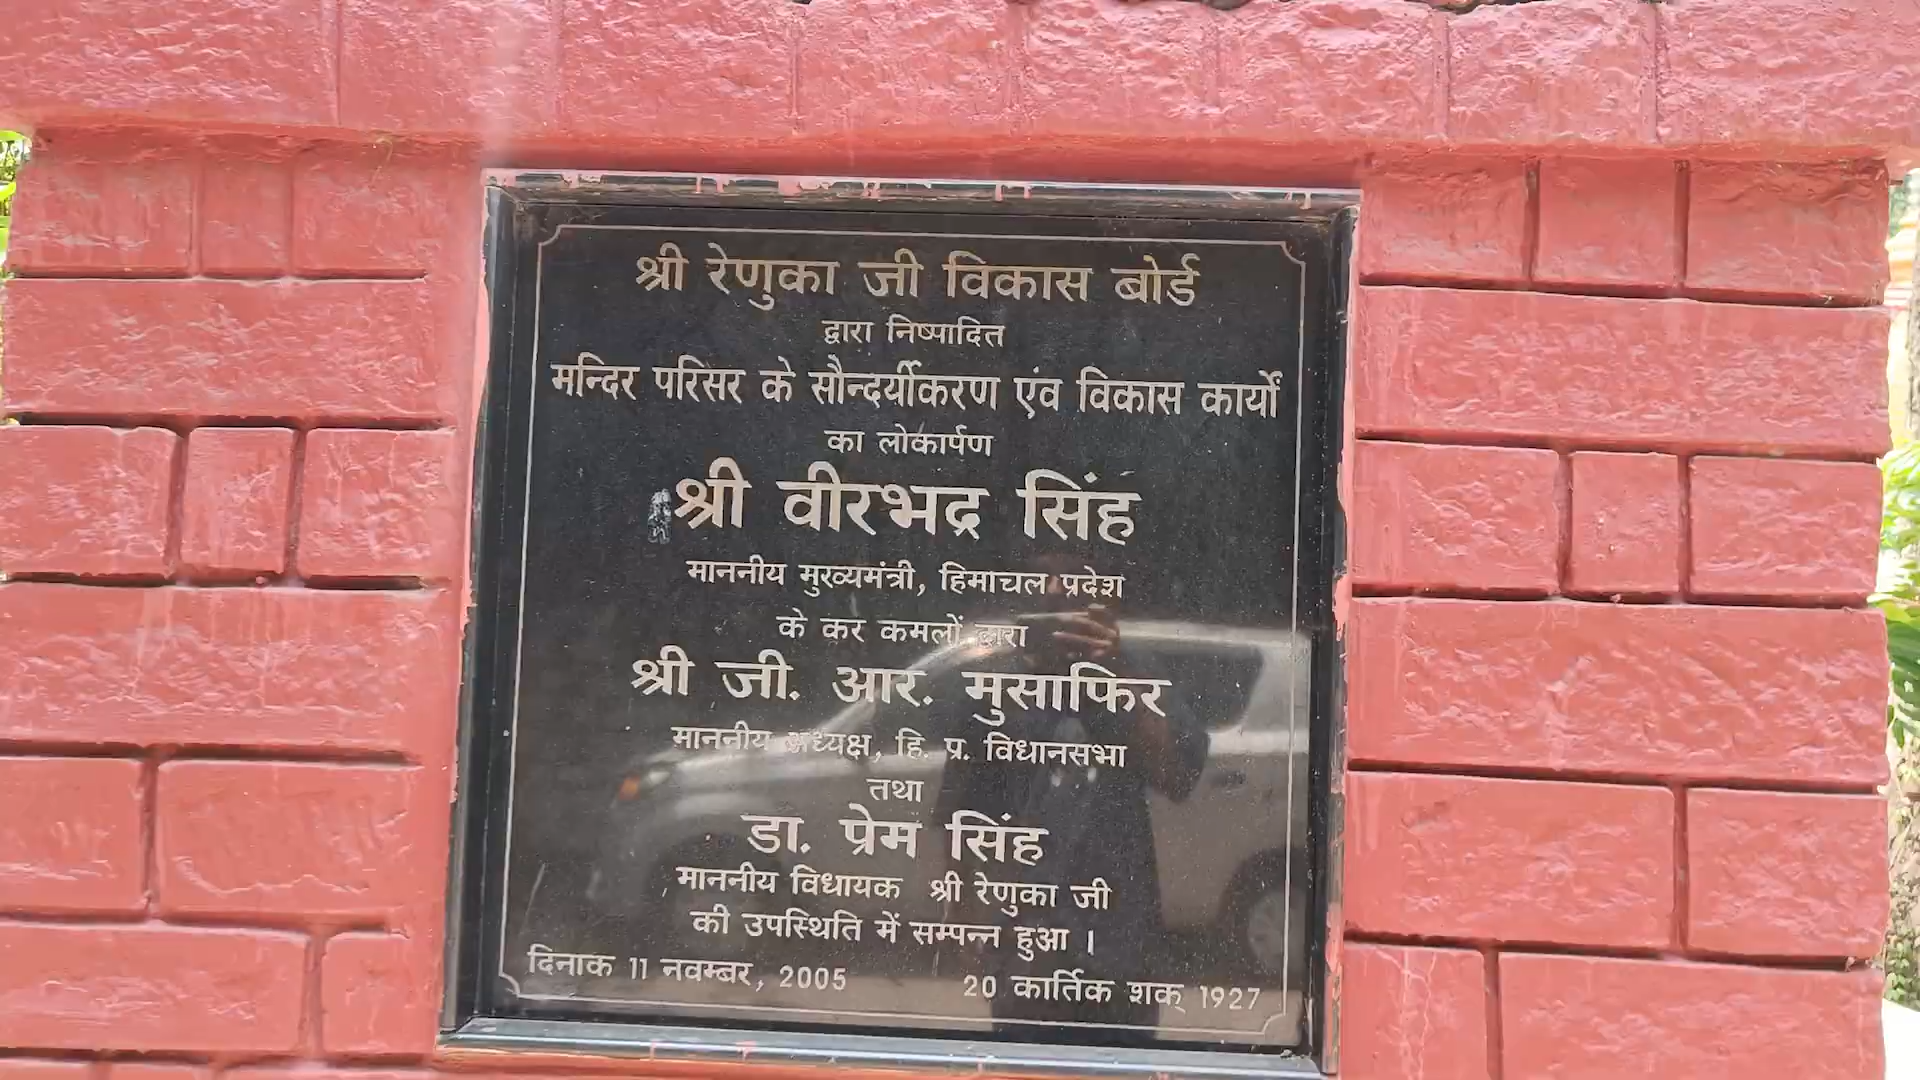 श्री रेणुका जी विकास बोर्ड
द्वारा निष्पादित
मन्दिर परिसर के सौन्दर्यीकरण एंव विकास कार्यों
का लोकार्पण
श्री वीरभद्र सिंह
माननीय मुख्यमंत्री, हिमाचल प्रदेश
के कर कमलों द्वारा
श्री जी. आर. मुसाफिर
माननीय अध्यक्ष, हि. प्र. विधानसभा
तथा
डा. प्रेम सिंह
माननीय विधायक श्री रेणुका जी
की उपस्थिति में सम्पन्न हुआ ।
दिनाक 11 नवम्बर, 2005 20 कार्तिक शक् 1927